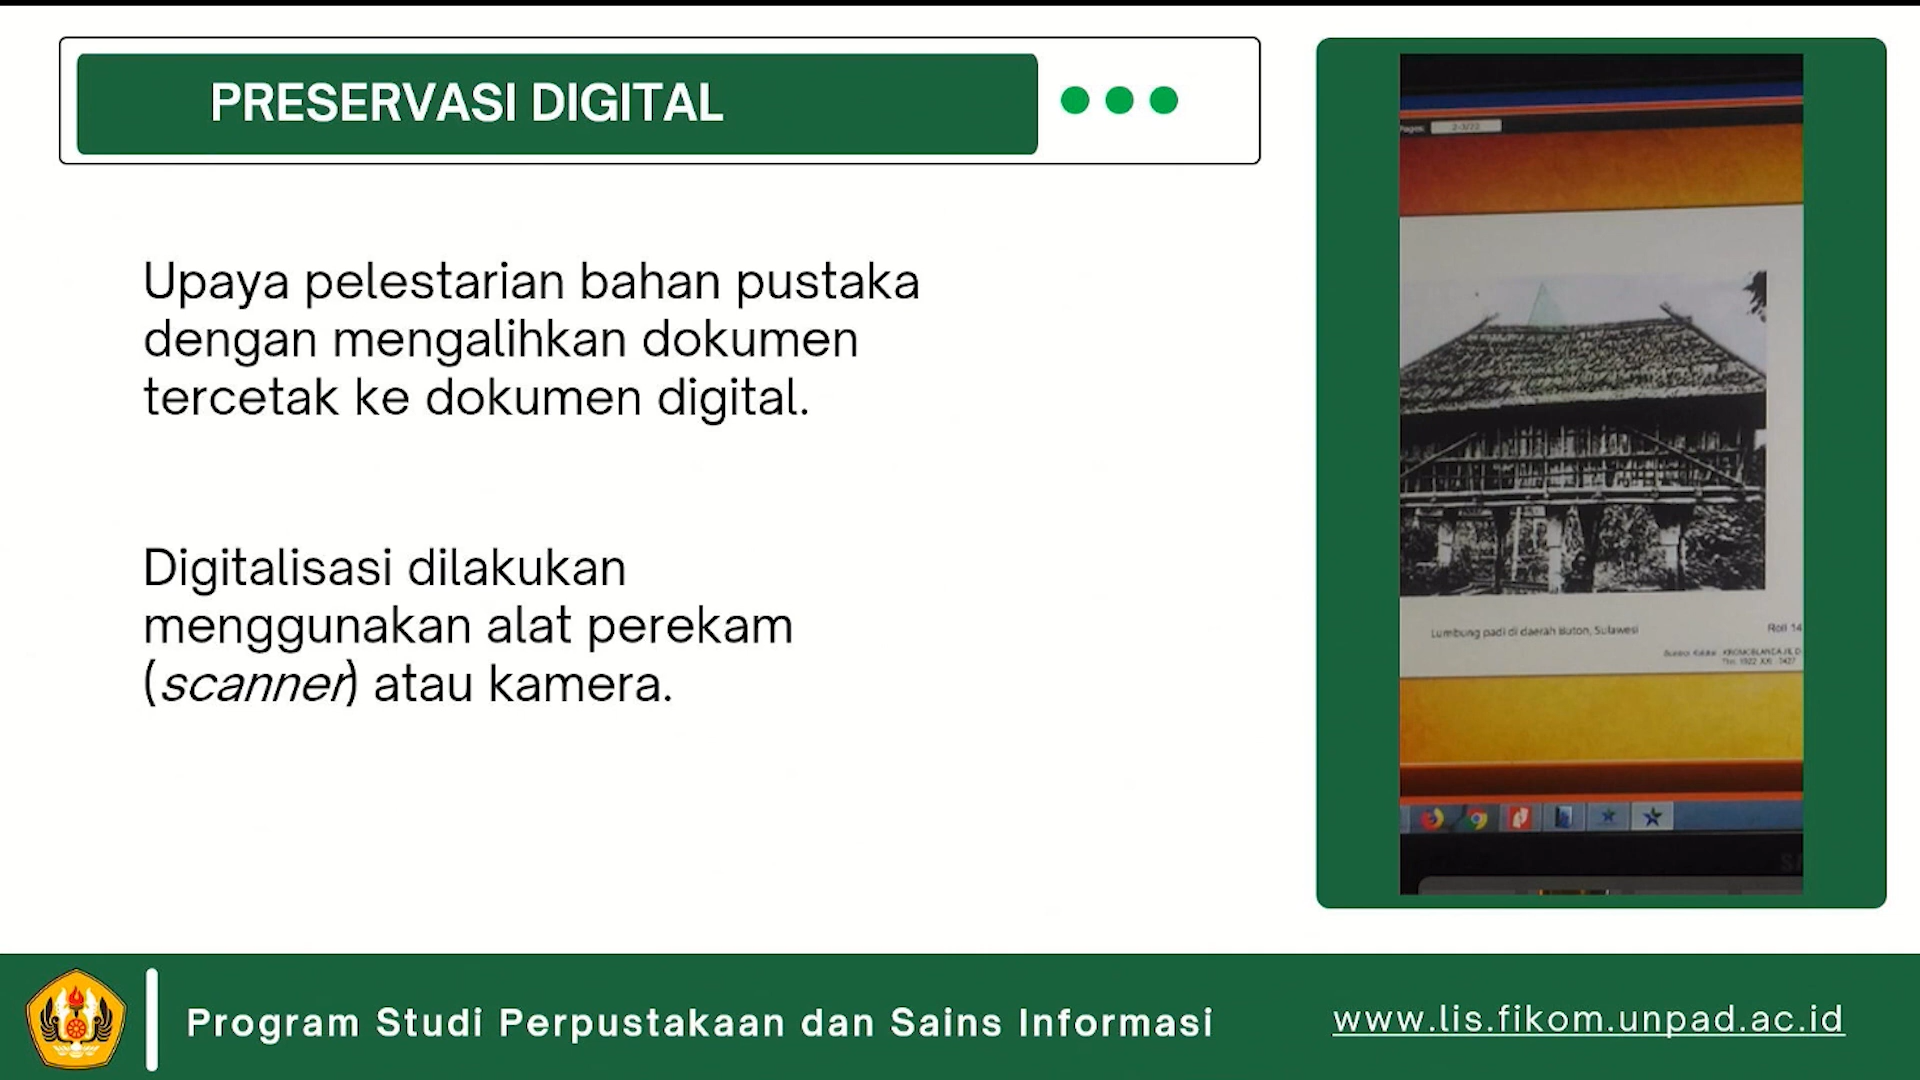 PRESERVASI DIGITAL
Upaya pelestarian bahan pustaka
dengan mengalihkan dokumen
tercetak ke dokumen digital.
Digitalisasi dilakukan
menggunakan alat perekam
(scanner) atau kamera.
Pages:
Lumbung padi di daerah Buton, Sulawesi
Roll 14
Program Studi Perpustakaan dan Sains Informasi
www.lis.fikom.unpad.ac.id